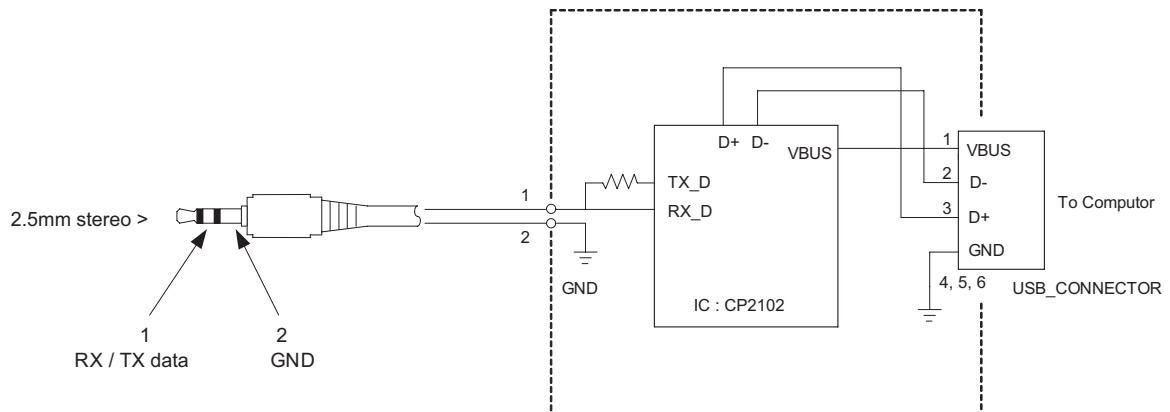 D+ D-
VBUS
TX_D
RX_D
IC : CP2102
1
VBUS
2
D-
3
D+
GND
4, 5, 6
USB_CONNECTOR
To Computor
1
2
GND
2.5mm stereo >
1
RX / TX data
2
GND